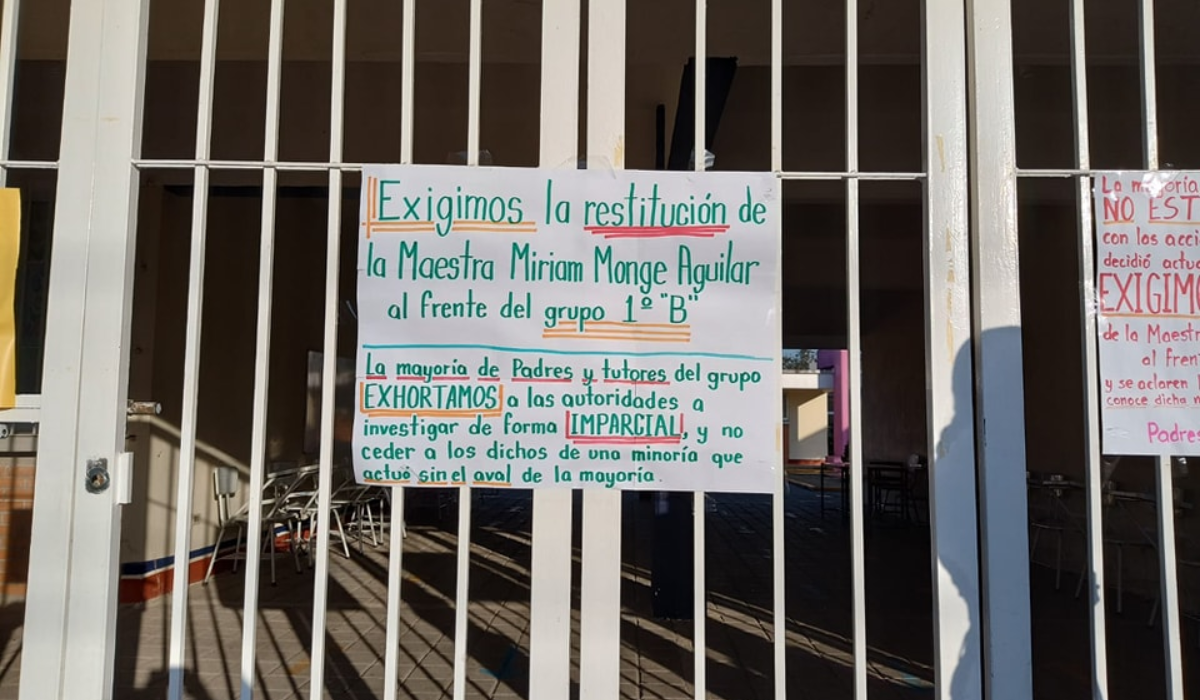 Exigimos la restitución de
la Maestra Miriam Monge Aguilar
al frente del grupo 1º "B"
La mayoría de Padres y tutores del grupo
EXHORTAMOS a las autoridades a
investigar de forma IMPARCIAL, y no
ceder a los dichos de una minoría que
actuó sin el aval de la mayoría.
La mayoría
NO EST
con los acci
decidió actu
EXIGIMO
de la Maestr
al fren
y se aclaren
conoce dicha
Padres